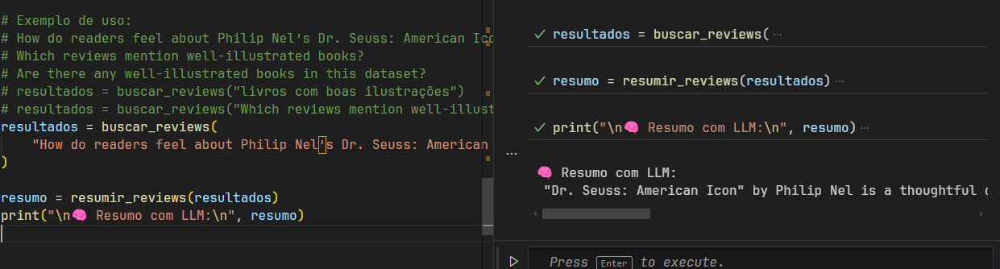 # Exemplo de uso:
# How do readers feel about Philip Nel’s Dr. Seuss: American Ico
# Which reviews mention well-illustrated books?
# Are there any well-illustrated books in this dataset?
# resultados = buscar_reviews("livros com boas ilustrações")
# resultados = buscar_reviews("Which reviews mention well-illust
resultados = buscar_reviews(
"How do readers feel about Philip Nel’s Dr. Seuss: American
)
resumo = resumir_reviews(resultados)
print("\n🧠 Resumo com LLM:\n", resumo)
✓ resultados = buscar_reviews( ···
✓ resumo = resumir_reviews(resultados) ···
✓ print("\n🧠 Resumo com LLM:\n", resumo) ···
···
🧠 Resumo com LLM:
"Dr. Seuss: American Icon" by Philip Nel is a thoughtful
Press Enter to execute.